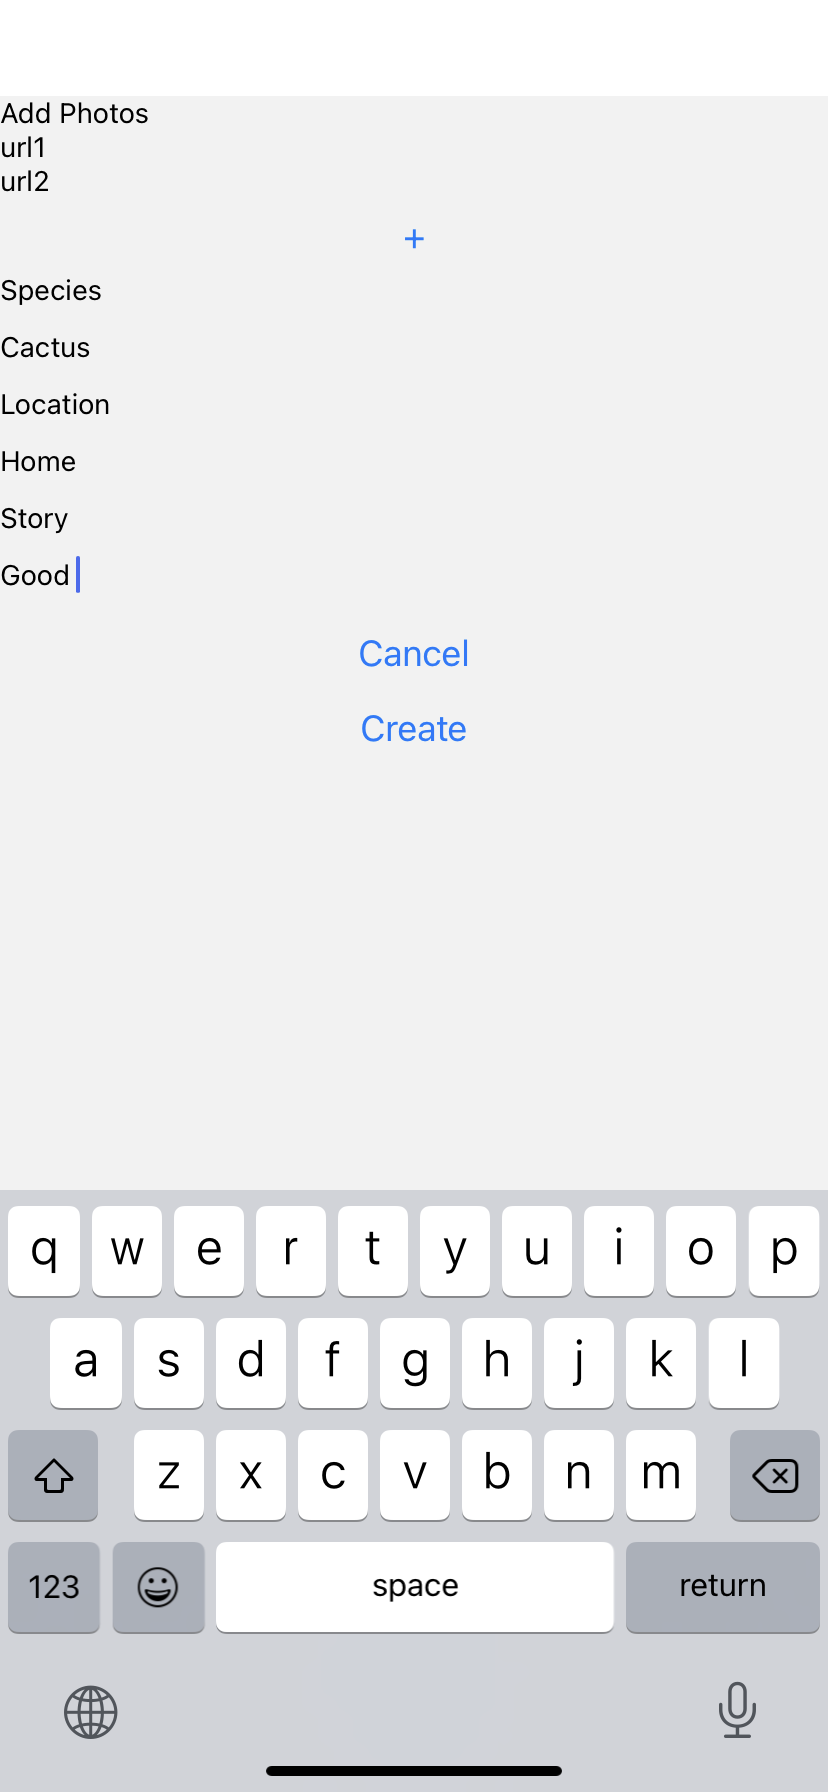 Add Photos
url1
url2
+
Species
Cactus
Location
Home
Story
Good
Cancel
Create
q w e r t y u i o p
a s d f g h j k l
z x c v b n m
123 space return